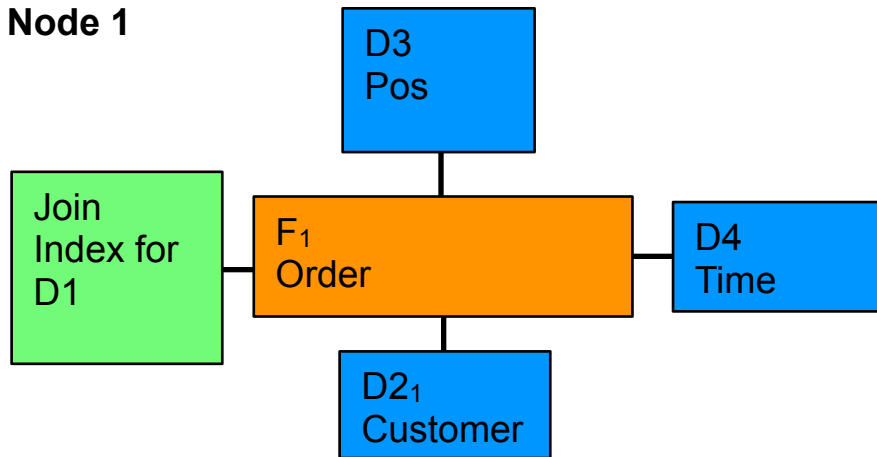 Node 1
D3
Pos
Join
Index for
D1
F₁
Order
D4
Time
D2₁
Customer